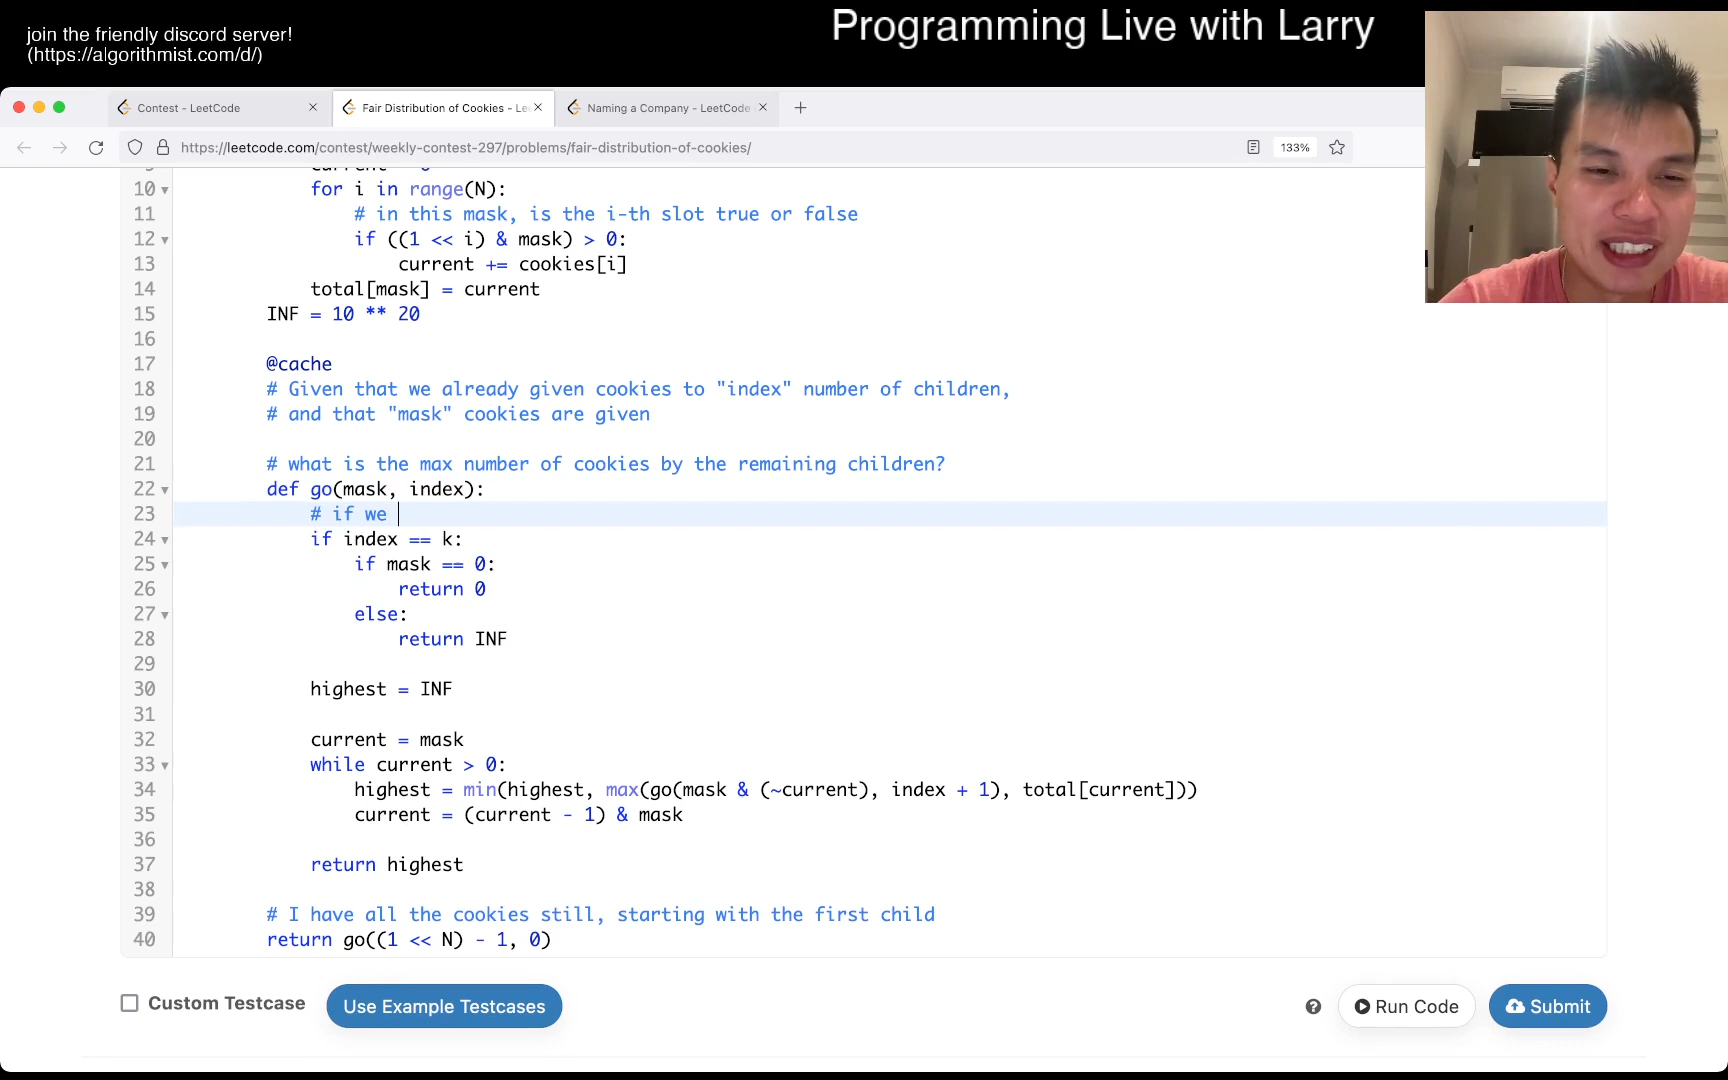 join the friendly discord server!
(https://algorithmist.com/d/)
Programming Live with Larry
Contest - LeetCode
Fair Distribution of Cookies - Le
Naming a Company - LeetCode
https://leetcode.com/contest/weekly-contest-297/problems/fair-distribution-of-cookies/
133%
10 for i in range(N):
11 # in this mask, is the i-th slot true or false
12 if ((1 << i) & mask) > 0:
13 current += cookies[i]
14 total[mask] = current
15 INF = 10 ** 20
16
17 @cache
18 # Given that we already given cookies to "index" number of children,
19 # and that "mask" cookies are given
20
21 # what is the max number of cookies by the remaining children?
22 def go(mask, index):
23 # if we
24 if index == k:
25 if mask == 0:
26 return 0
27 else:
28 return INF
29
30 highest = INF
31
32 current = mask
33 while current > 0:
34 highest = min(highest, max(go(mask & (~current), index + 1), total[current]))
35 current = (current - 1) & mask
36
37 return highest
38
39 # I have all the cookies still, starting with the first child
40 return go((1 << N) - 1, 0)
Custom Testcase
Use Example Testcases
Run Code
Submit